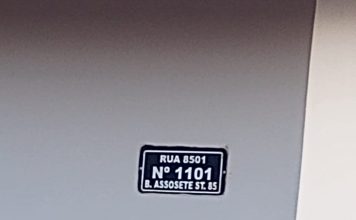 RUA 8501
Nº 1101
B. ASSOSETE ST. 85